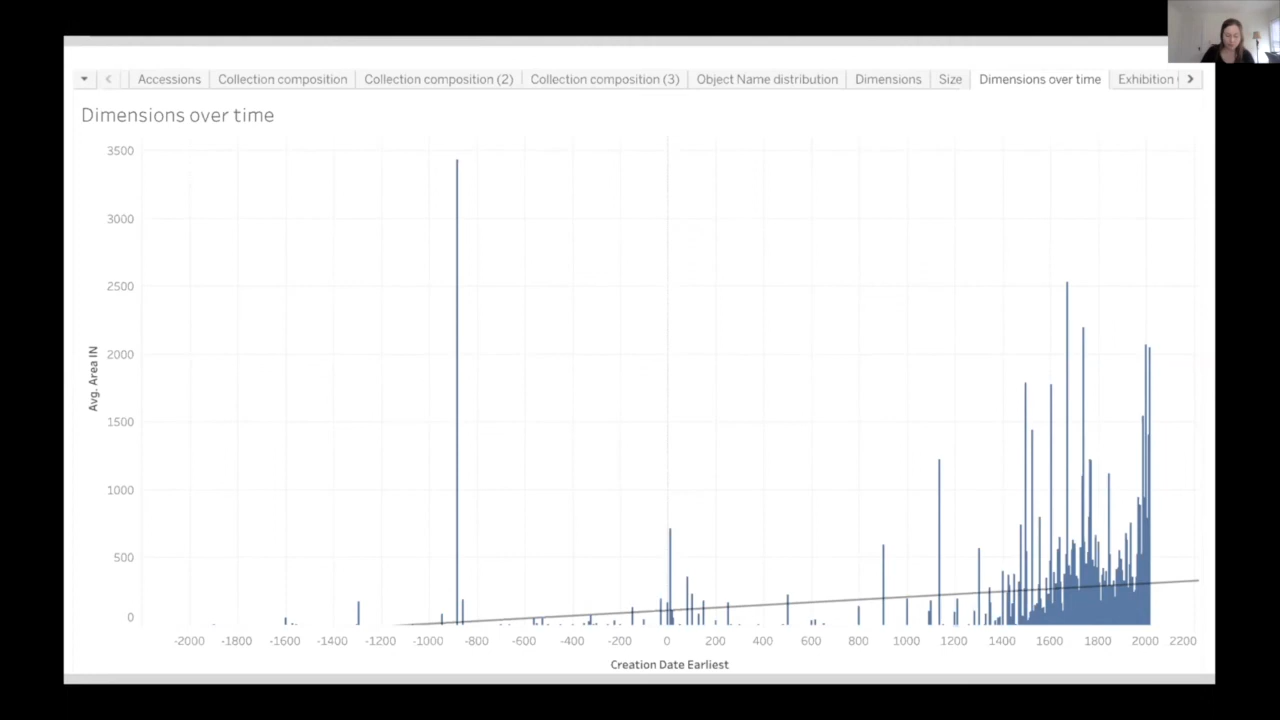 Accessions Collection composition Collection composition (2) Collection composition (3) Object Name distribution Dimensions Size Dimensions over time Exhibition
Dimensions over time
3500
3000
2500
2000
1500
1000
500
0
Avg. Area IN
-2000 -1800 -1600 -1400 -1200 -1000 -800 -600 -400 -200 0 200 400 600 800 1000 1200 1400 1600 1800 2000 2200
Creation Date Earliest